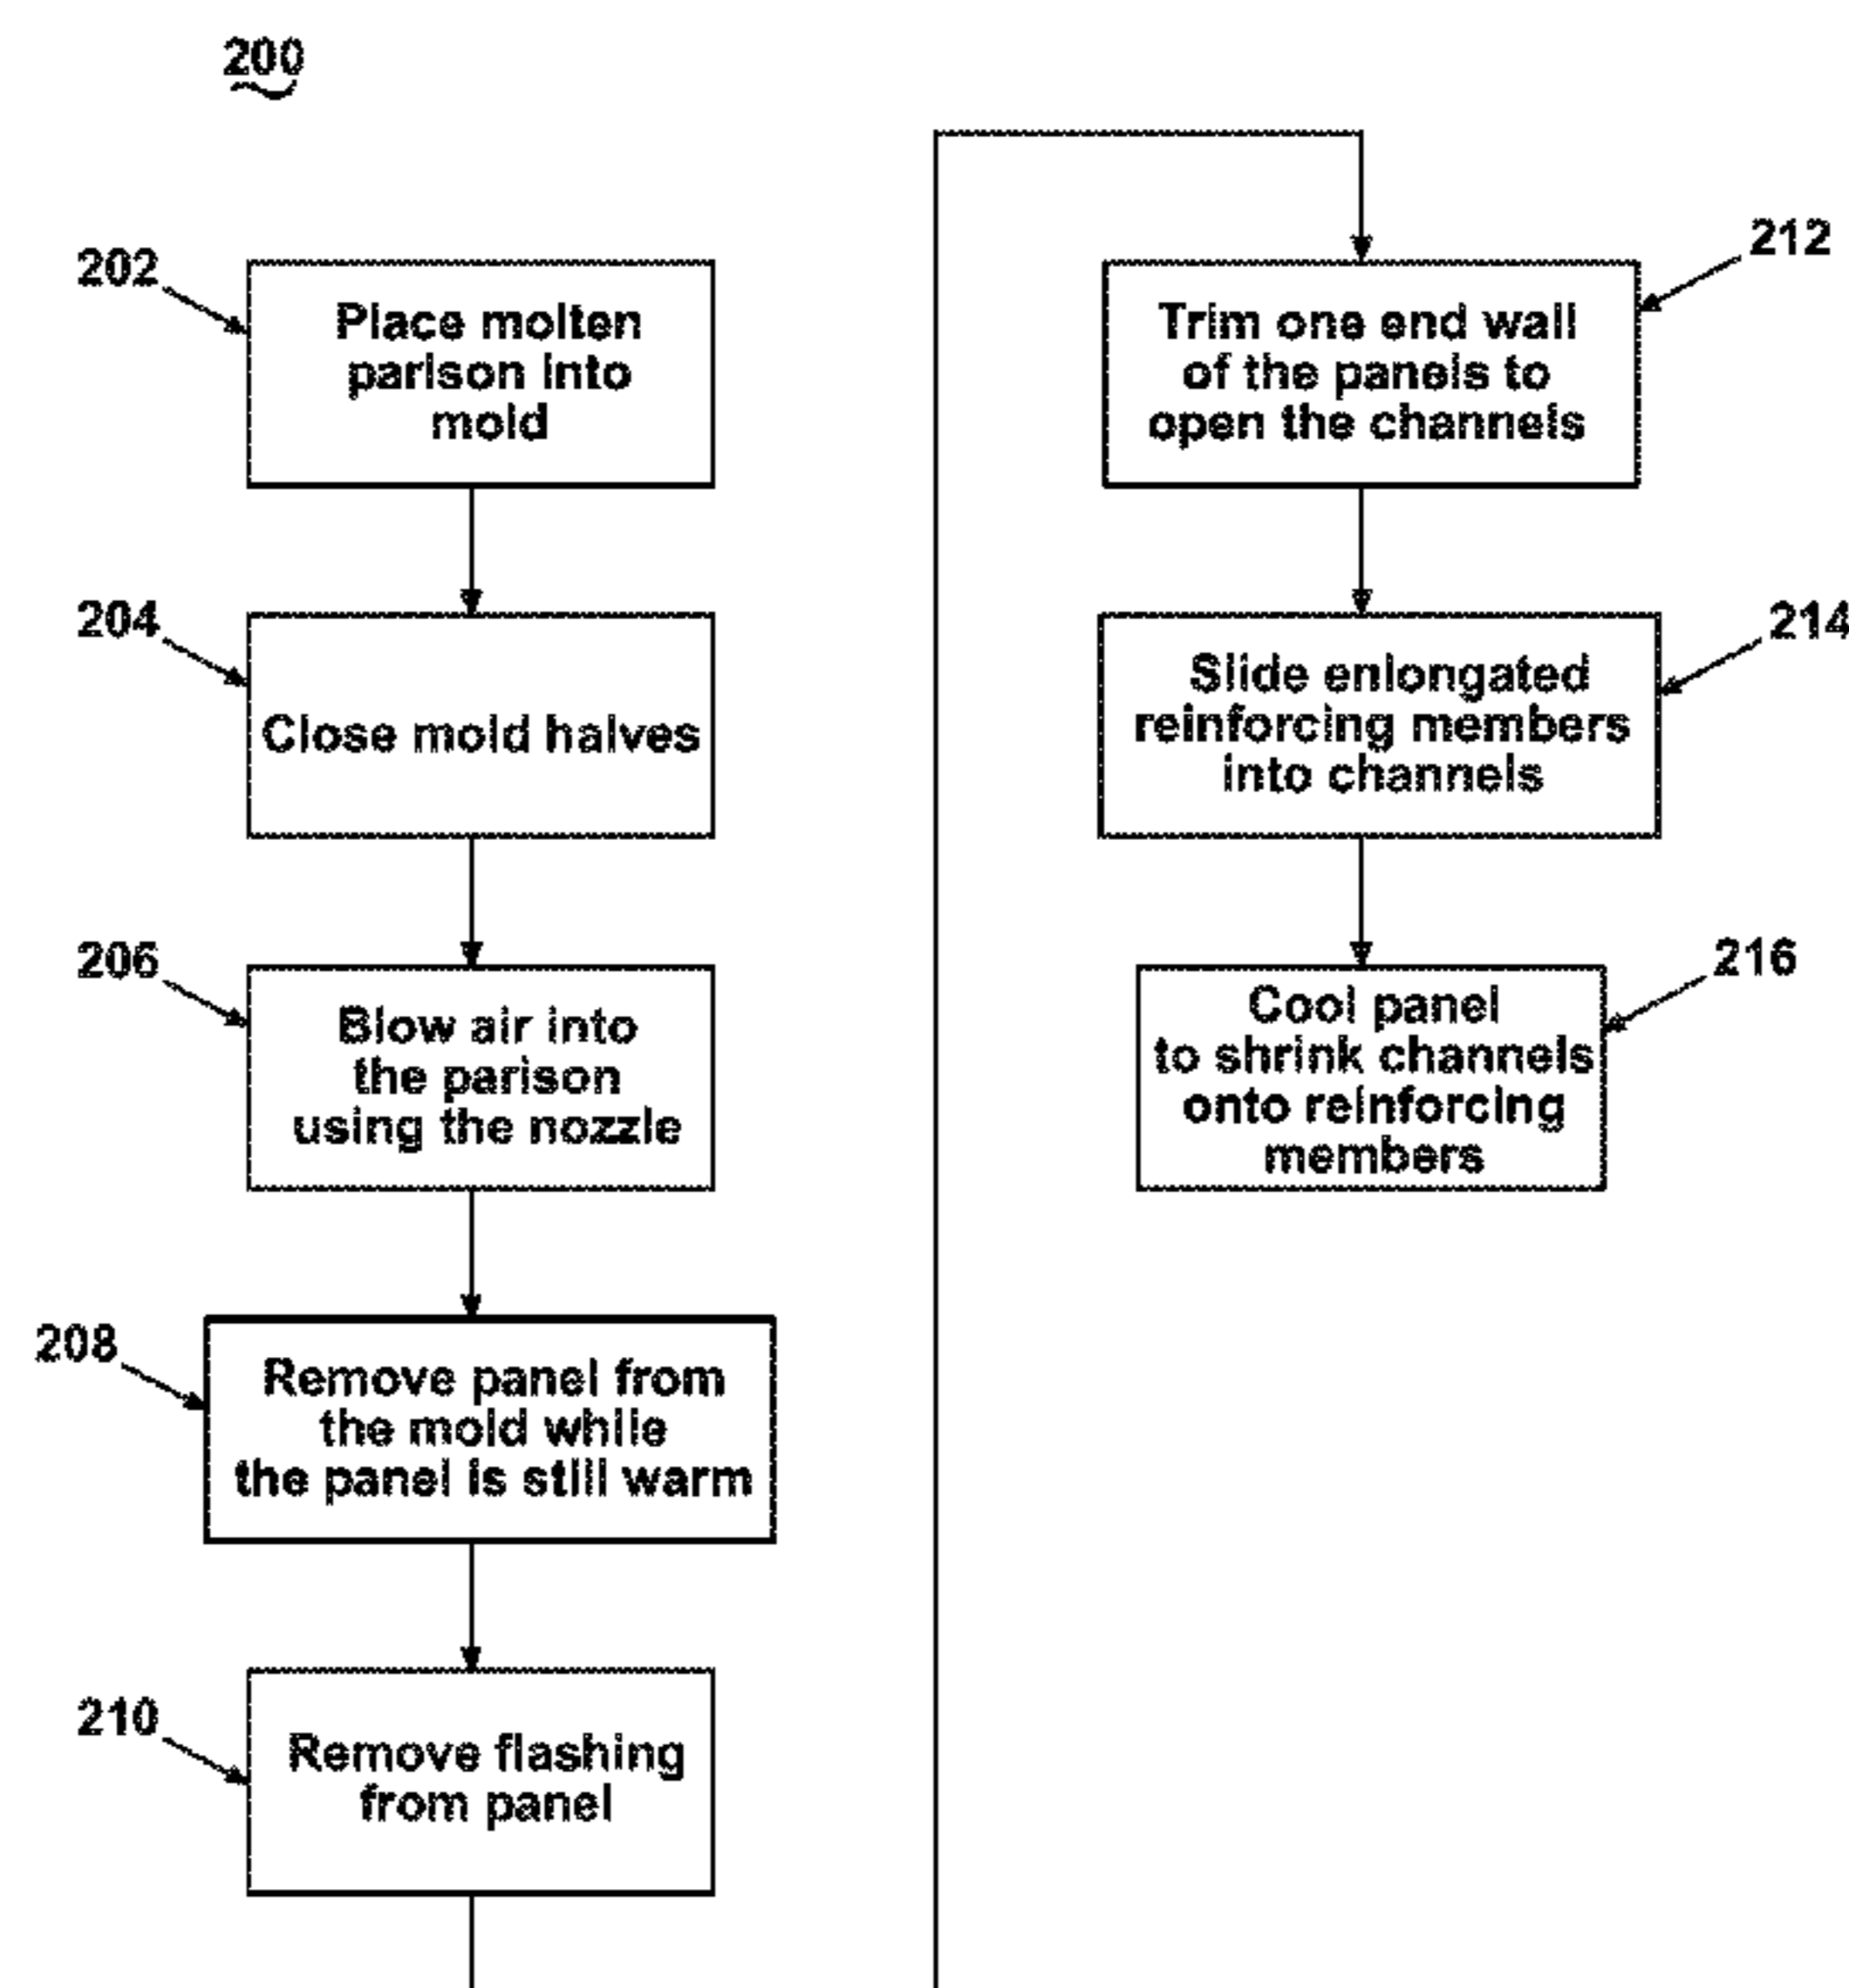 200
202
Place molten
parison into
mold
204
Close mold halves
206
Blow air into
the parison
using the nozzle
208
Remove panel from
the mold while
the panel is still warm
210
Remove flashing
from panel
212
Trim one end wall
of the panels to
open the channels
214
Slide enlongated
reinforcing members
into channels
216
Cool panel
to shrink channels
onto reinforcing
members